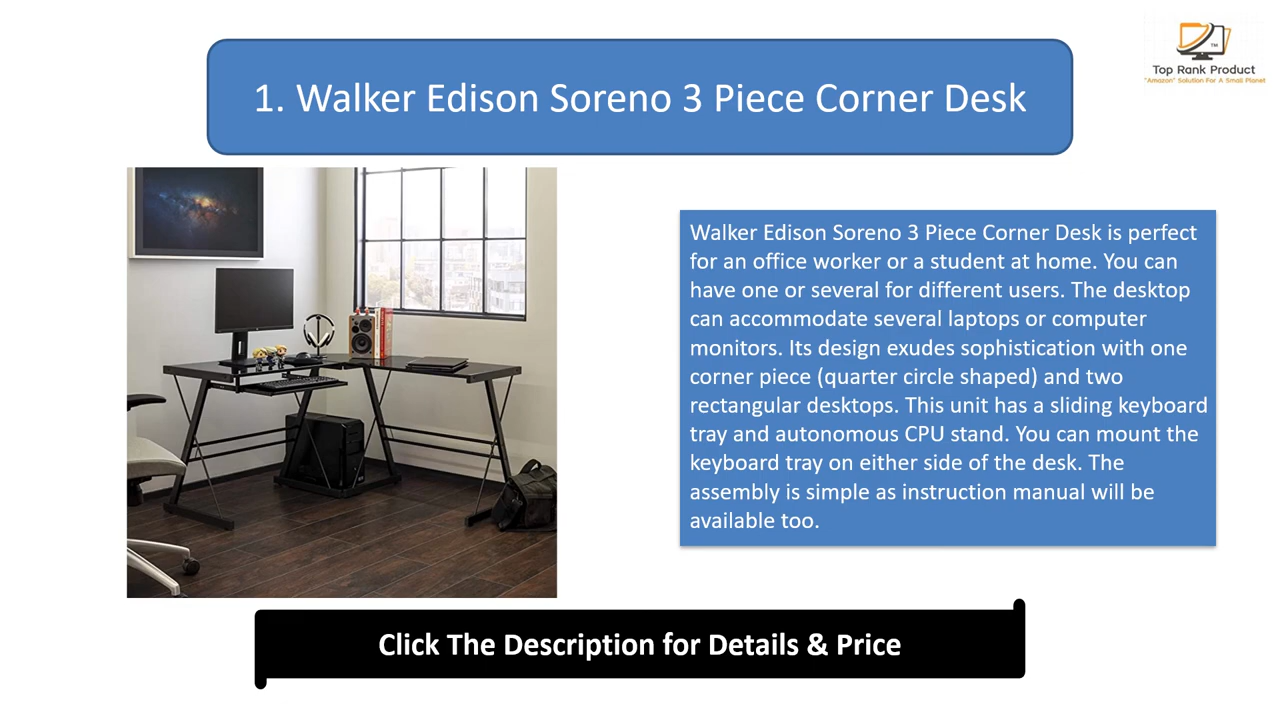 Top Rank Product
"Amazon" Solution For A Small Planet
1. Walker Edison Soreno 3 Piece Corner Desk
Walker Edison Soreno 3 Piece Corner Desk is perfect
for an office worker or a student at home. You can
have one or several for different users. The desktop
can accommodate several laptops or computer
monitors. Its design exudes sophistication with one
corner piece (quarter circle shaped) and two
rectangular desktops. This unit has a sliding keyboard
tray and autonomous CPU stand. You can mount the
keyboard tray on either side of the desk. The
assembly is simple as instruction manual will be
available too.
Click The Description for Details & Price